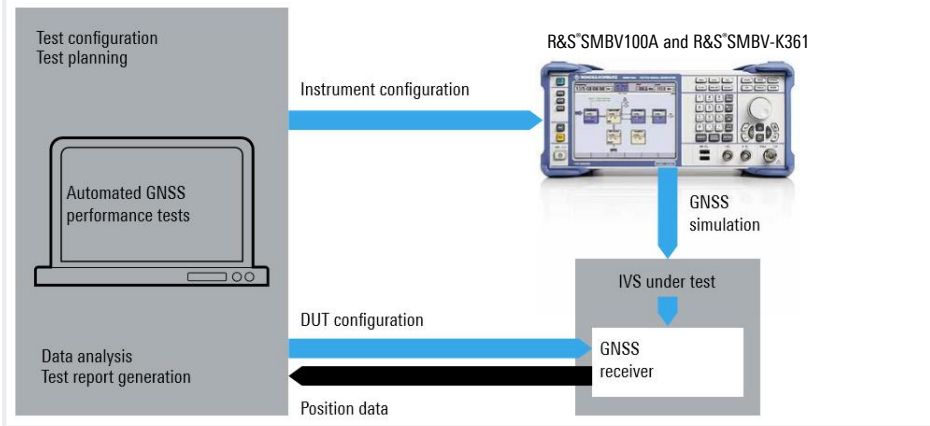 Test configuration
Test planning
R&S®SMBV100A and R&S®SMBV-K361
Instrument configuration
Automated GNSS
performance tests
GNSS
simulation
IVS under test
DUT configuration
GNSS
receiver
Data analysis
Test report generation
Position data